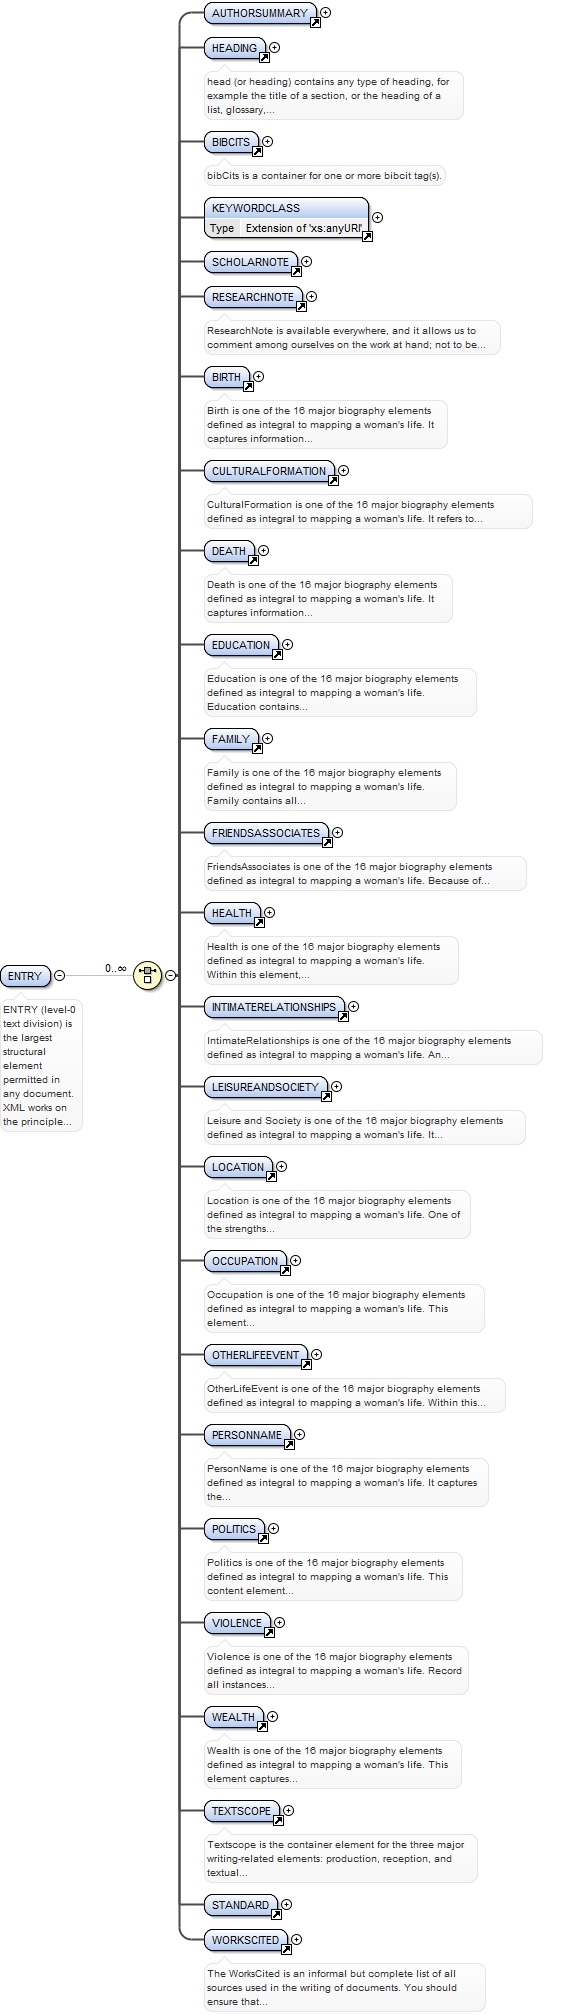 AUTHORSUMMARY
HEADING
head (or heading) contains any type of heading, for
example the title of a section, or the heading of a
list, glossary,...
BIBCITS
bibCits is a container for one or more bibcit tag(s).
KEYWORDCLASS
Type Extension of 'xs:anyURI'
SCHOLARNOTE
RESEARCHNOTE
ResearchNote is available everywhere, and it allows us to
comment among ourselves on the work at hand; not to be...
BIRTH
Birth is one of the 16 major biography elements
defined as integral to mapping a woman's life. It
captures information...
CULTURALFORMATION
CulturalFormation is one of the 16 major biography elements
defined as integral to mapping a woman's life. It refers to...
DEATH
Death is one of the 16 major biography elements
defined as integral to mapping a woman's life. It
captures information...
EDUCATION
Education is one of the 16 major biography elements
defined as integral to mapping a woman's life.
Education contains...
FAMILY
Family is one of the 16 major biography elements
defined as integral to mapping a woman's life.
Family contains all...
FRIENDSASSOCIATES
FriendsAssociates is one of the 16 major biography elements
defined as integral to mapping a woman's life. Because of...
HEALTH
Health is one of the 16 major biography elements
defined as integral to mapping a woman's life.
Within this element,...
ENTRY
0..∞
ENTRY (level-0
text division) is
the largest
structural
element
permitted in
any document.
XML works on
the principle...
INTIMATERELATIONSHIPS
IntimateRelationships is one of the 16 major biography elements
defined as integral to mapping a woman's life. An...
LEISUREANDSOCIETY
Leisure and Society is one of the 16 major biography elements
defined as integral to mapping a woman's life. It...
LOCATION
Location is one of the 16 major biography elements
defined as integral to mapping a woman's life. One of
the strengths...
OCCUPATION
Occupation is one of the 16 major biography elements
defined as integral to mapping a woman's life. This
element...
OTHERLIFEEVENT
OtherLifeEvent is one of the 16 major biography elements
defined as integral to mapping a woman's life. Within this...
PERSONNAME
PersonName is one of the 16 major biography elements
defined as integral to mapping a woman's life. It captures
the...
POLITICS
Politics is one of the 16 major biography elements
defined as integral to mapping a woman's life. This
content element...
VIOLENCE
Violence is one of the 16 major biography elements
defined as integral to mapping a woman's life. Record
all instances...
WEALTH
Wealth is one of the 16 major biography elements
defined as integral to mapping a woman's life. This
element captures...
TEXTSCOPE
Textscope is the container element for the three major
writing-related elements: production, reception, and
textual...
STANDARD
WORKSCITED
The WorksCited is an informal but complete list of all
sources used in the writing of documents. You should
ensure that...